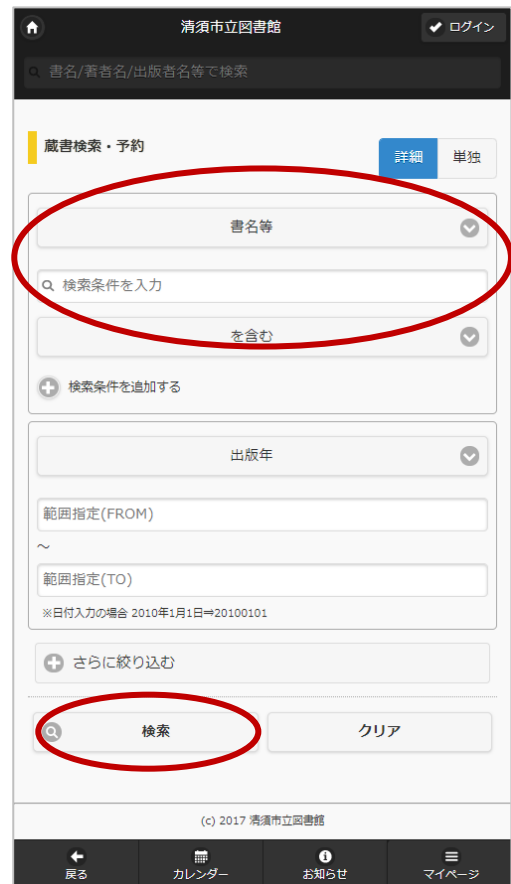 清須市立図書館
ログイン
書名/著者名/出版者名等で検索
蔵書検索・予約
詳細
単独
書名等
検索条件を入力
を含む
検索条件を追加する
出版年
範囲指定(FROM)
～
範囲指定(TO)
※日付入力の場合 2010年1月1日⇒20100101
さらに絞り込む
検索
クリア
(c) 2017 清須市立図書館
戻る
カレンダー
お知らせ
マイページ